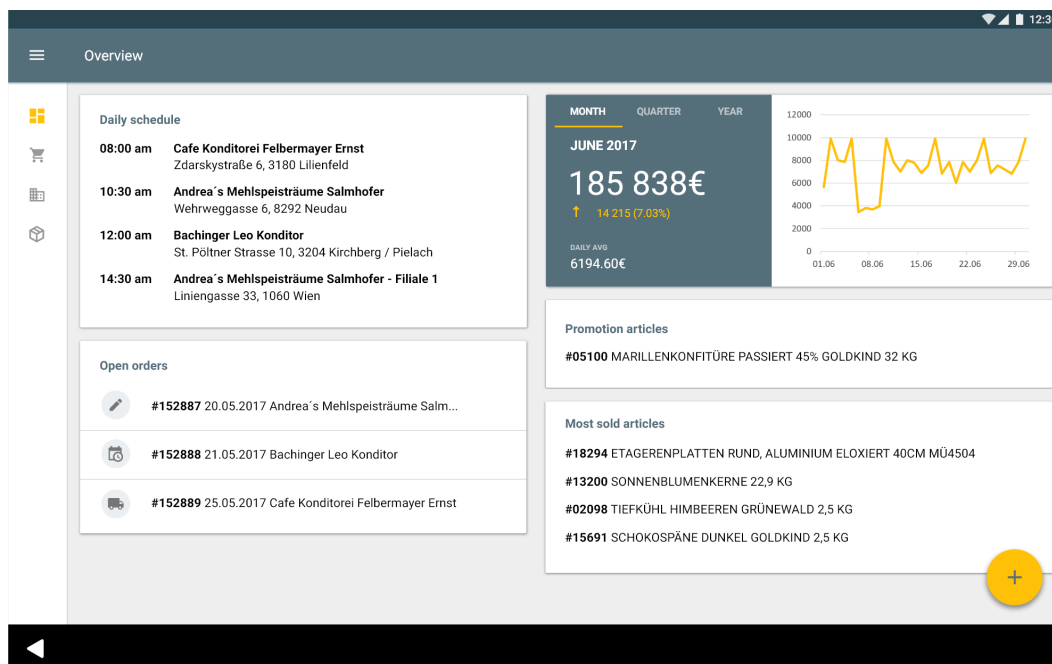 12:3
Overview
Daily schedule
08:00 am Cafe Konditorei Felbermayer Ernst
Zdarskystraße 6, 3180 Lilienfeld
10:30 am Andrea´s Mehlspeisträume Salmhofer
Wehrweggasse 6, 8292 Neudau
12:00 am Bachinger Leo Konditor
St. Pöltner Strasse 10, 3204 Kirchberg / Pielach
14:30 am Andrea´s Mehlspeisträume Salmhofer - Filiale 1
Liniengasse 33, 1060 Wien
Open orders
#152887 20.05.2017 Andrea´s Mehlspeisträume Salm...
#152888 21.05.2017 Bachinger Leo Konditor
#152889 25.05.2017 Cafe Konditorei Felbermayer Ernst
MONTH QUARTER YEAR
JUNE 2017
185 838€
14 215 (7.03%)
DAILY AVG
6194.60€
12000
10000
8000
6000
4000
2000
0
01.06 08.06 15.06 22.06 29.06
Promotion articles
#05100 MARILLENKONFITÜRE PASSIERT 45% GOLDKIND 32 KG
Most sold articles
#18294 ETAGERENPLATTEN RUND, ALUMINIUM ELOXIERT 40CM MÜ4504
#13200 SONNENBLUMENKERNE 22,9 KG
#02098 TIEFKÜHL HIMBEEREN GRÜNEWALD 2,5 KG
#15691 SCHOKOSPÄNE DUNKEL GOLDKIND 2,5 KG